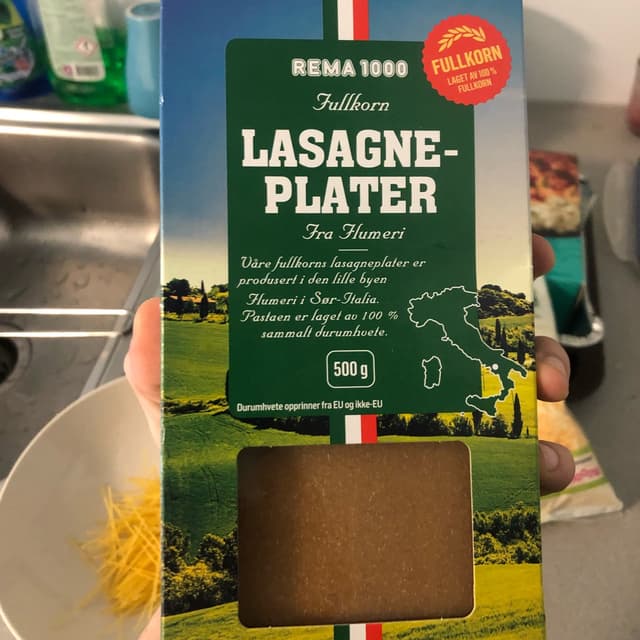 REMA 1000
Fullkorn
LASAGNE-
PLATER
Fra Humeri
Våre fullkorns lasagneplater er
produsert i den lille byen
Humeri i Sør-Italia.
Pastaen er laget av 100 %
sammalt durumhvete.
500 g
Durumhvete opprinner fra EU og ikke-EU
FULLKORN
LAGET AV 100 %
FULLKORN